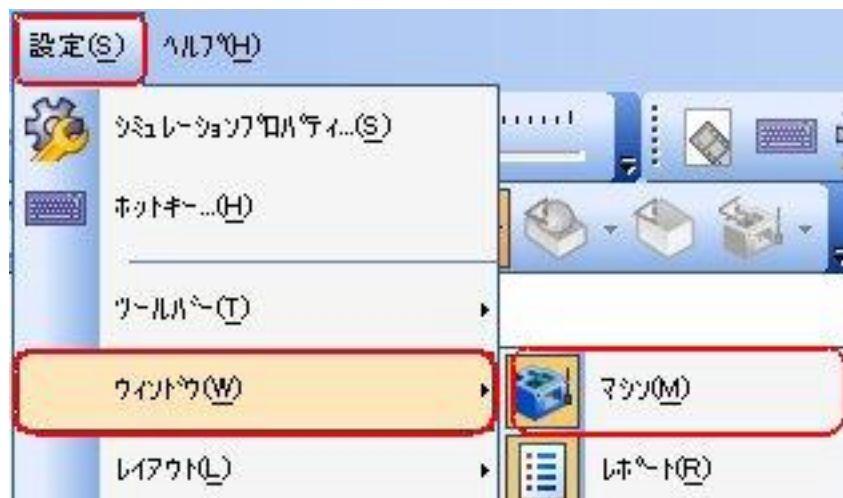 設定(S) ヘルプ(H)
シミュレーションプロパティ...(S)
ホットキー...(H)
ツールバー(T)
ウィンドウ(W)
マシン(M)
レイアウト(L)
レポート(R)